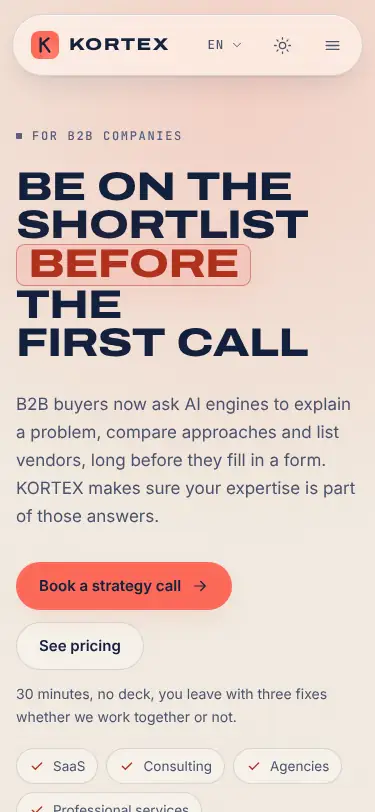 K KORTEX EN
FOR B2B COMPANIES
BE ON THE
SHORTLIST
BEFORE
THE
FIRST CALL
B2B buyers now ask AI engines to explain
a problem, compare approaches and list
vendors, long before they fill in a form.
KORTEX makes sure your expertise is part
of those answers.
Book a strategy call →
See pricing
30 minutes, no deck, you leave with three fixes
whether we work together or not.
✓ SaaS ✓ Consulting ✓ Agencies
✓ Professional services